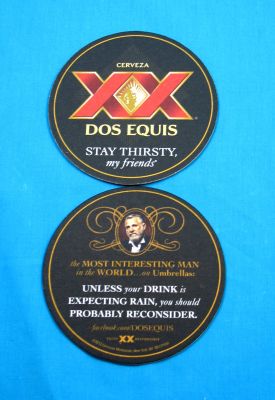 CERVEZA
XX
DOS EQUIS
STAY THIRSTY,
my friends
the MOST INTERESTING MAN
in the WORLD...on Umbrellas:
UNLESS your DRINK is
EXPECTING RAIN, you should
PROBABLY RECONSIDER.
facebook.com/DOSEQUIS
XX